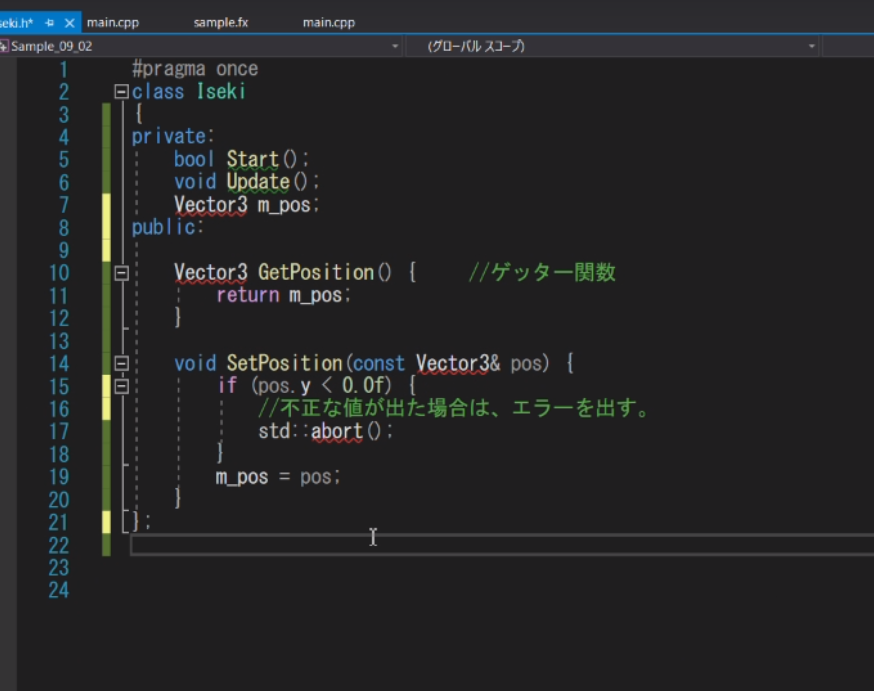 seki.h* main.cpp sample.fx main.cpp
Sample_09_02 (グローバル スコープ)
1 #pragma once
2 class Iseki
3 {
4 private:
5 bool Start();
6 void Update();
7 Vector3 m_pos;
8 public:
9
10 Vector3 GetPosition() { //ゲッター関数
11 return m_pos;
12 }
13
14 void SetPosition(const Vector3& pos) {
15 if (pos.y < 0.0f) {
16 //不正な値が出た場合は、エラーを出す。
17 std::abort();
18 }
19 m_pos = pos;
20 }
21 };
22
23
24